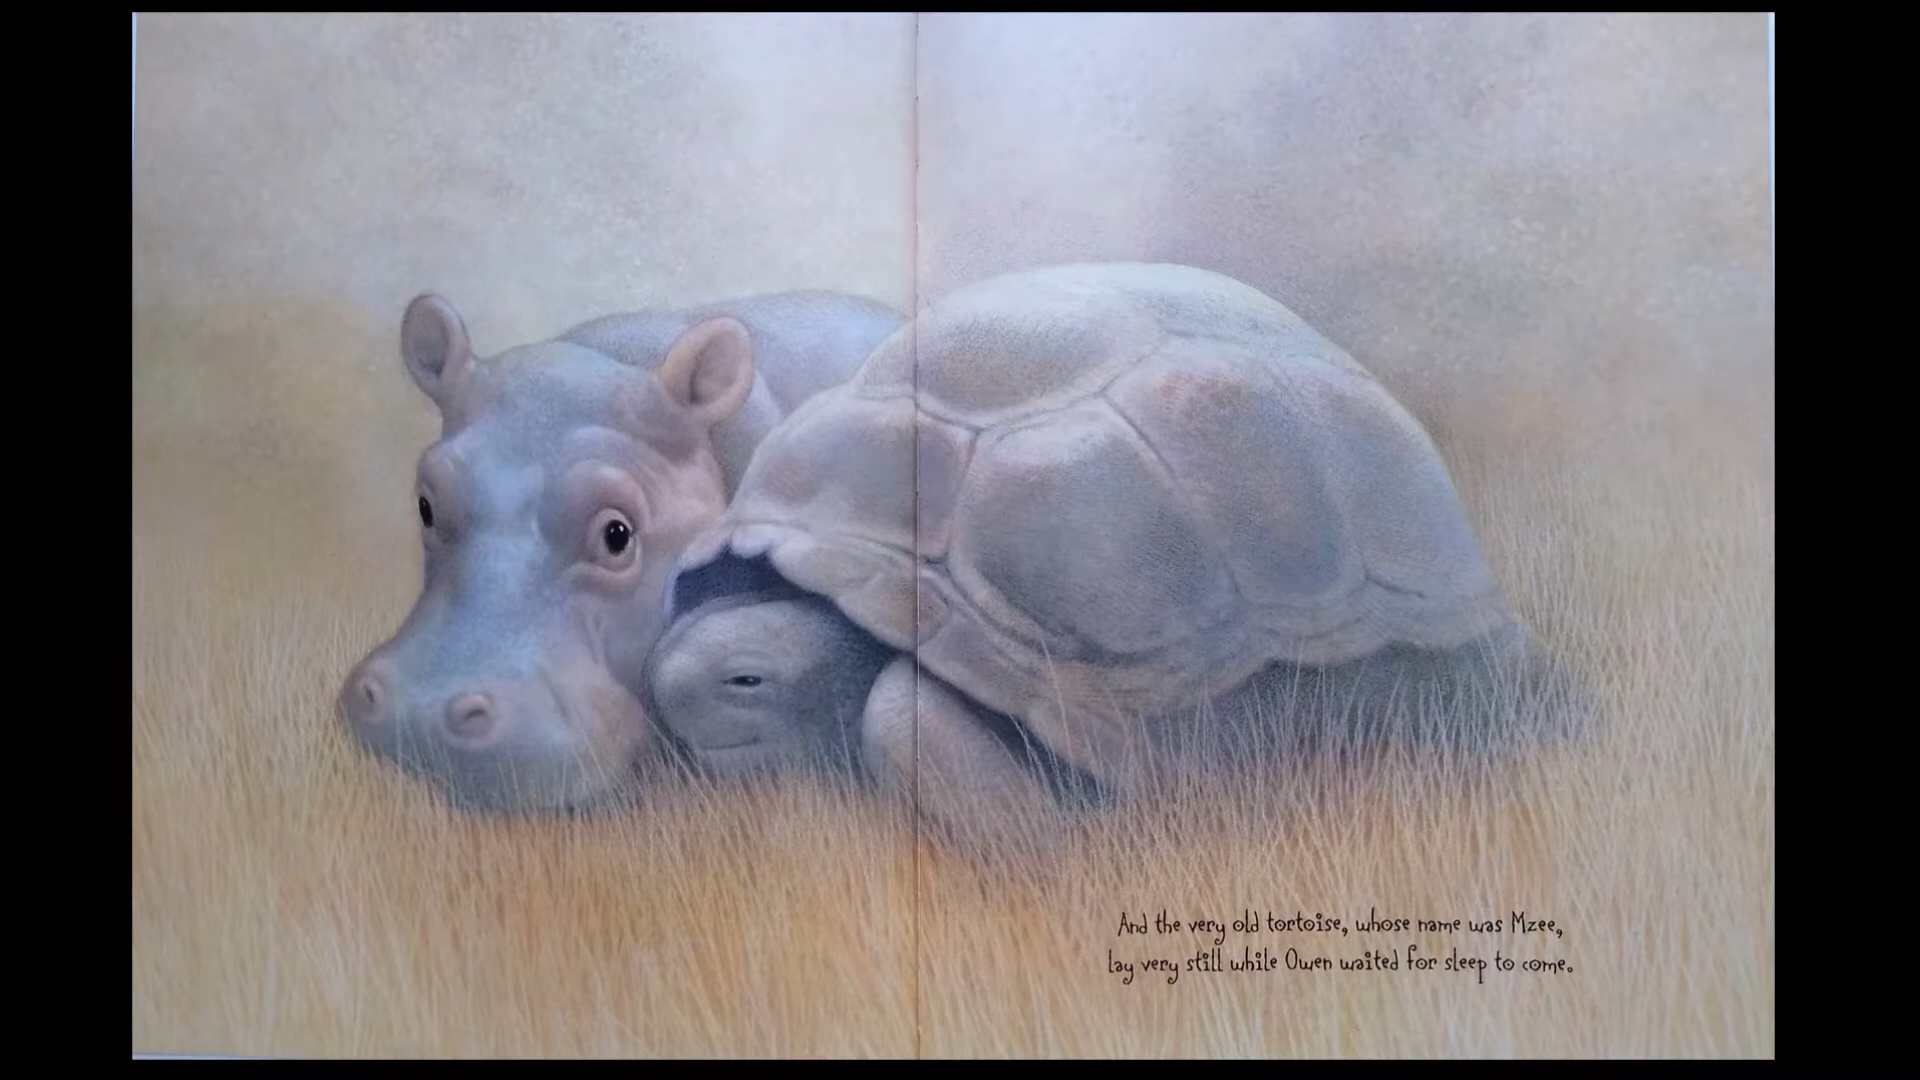 And the very old tortoise, whose name was Mzee,
lay very still while Owen waited for sleep to come.